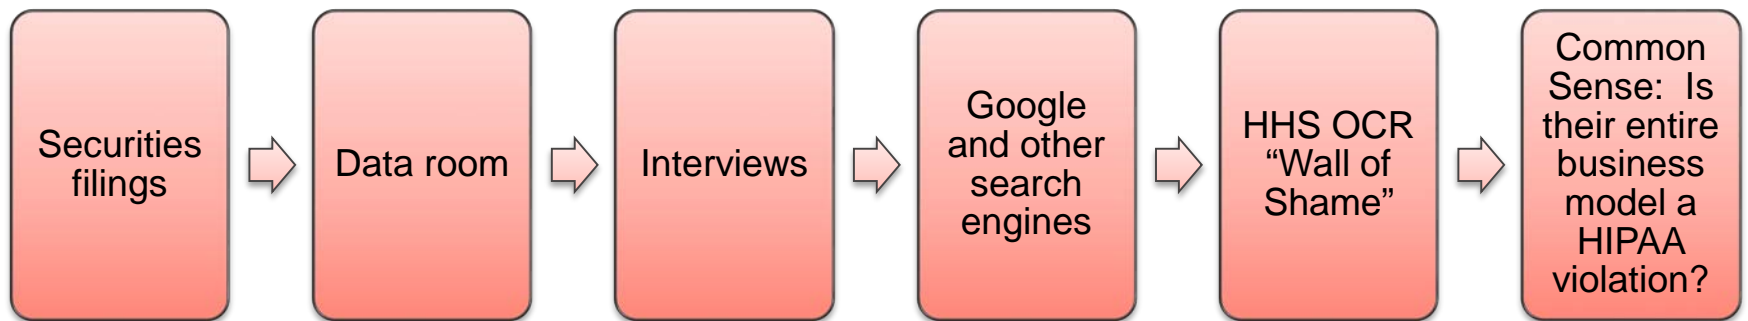 Securities
filings
Data room
Interviews
Google
and other
search
engines
HHS OCR
“Wall of
Shame”
Common
Sense:  Is
their entire
business
model a
HIPAA
violation?